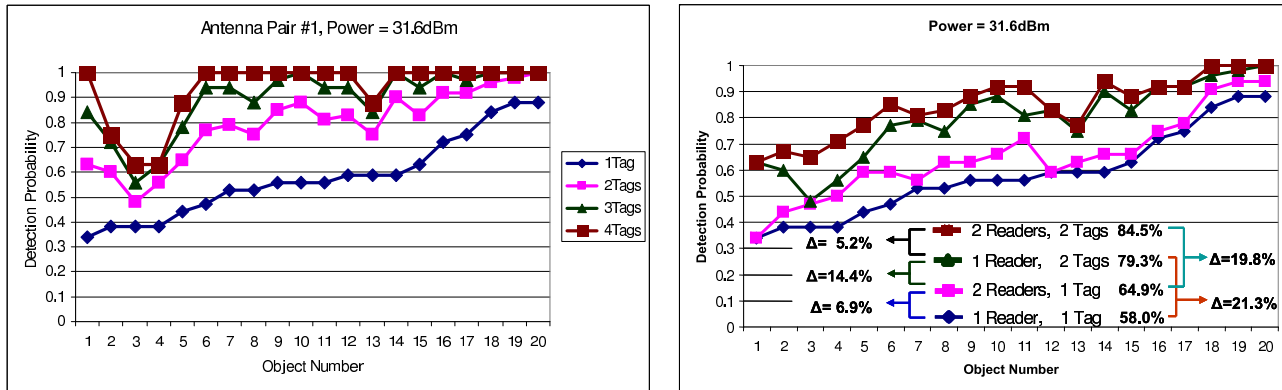 Antenna Pair #1, Power = 31.6dBm
Detection Probability
1
0.9
0.8
0.7
0.6
0.5
0.4
0.3
0.2
0.1
0
1 2 3 4 5 6 7 8 9 10 11 12 13 14 15 16 17 18 19 20
Object Number
1Tag
2Tags
3Tags
4Tags
Power = 31.6dBm
Detection Probability
1
0.9
0.8
0.7
0.6
0.5
0.4
0.3
0.2
0.1
0
2 Readers, 2 Tags 84.5%
1 Reader, 2 Tags 79.3%
2 Readers, 1 Tag 64.9%
1 Reader, 1 Tag 58.0%
Δ= 5.2%
Δ=14.4%
Δ= 6.9%
Δ=19.8%
Δ=21.3%
1 2 3 4 5 6 7 8 9 10 11 12 13 14 15 16 17 18 19 20
Object Number